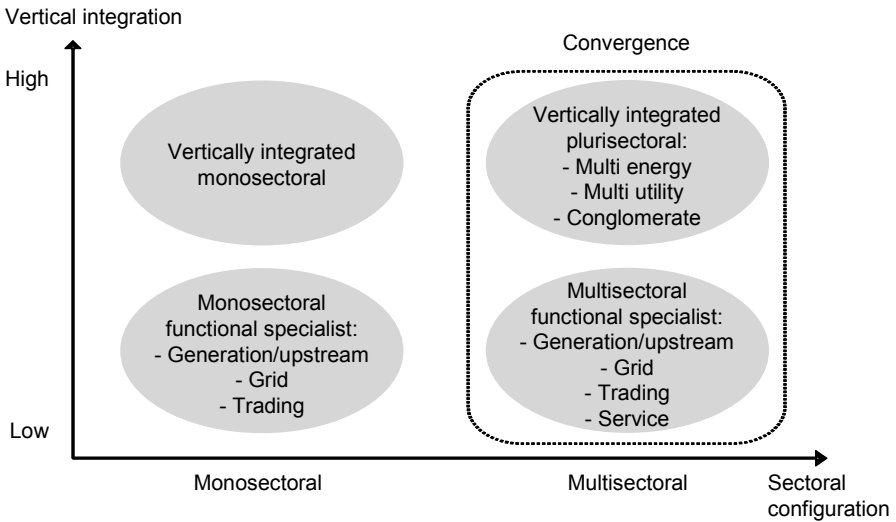 Vertical integration
Convergence
High
Vertically integrated
monosectoral
Vertically integrated
plurisectoral:
- Multi energy
- Multi utility
- Conglomerate
Monosectoral
functional specialist:
- Generation/upstream
- Grid
- Trading
Multisectoral
functional specialist:
- Generation/upstream
- Grid
- Trading
- Service
Low
Monosectoral
Multisectoral
Sectoral
configuration